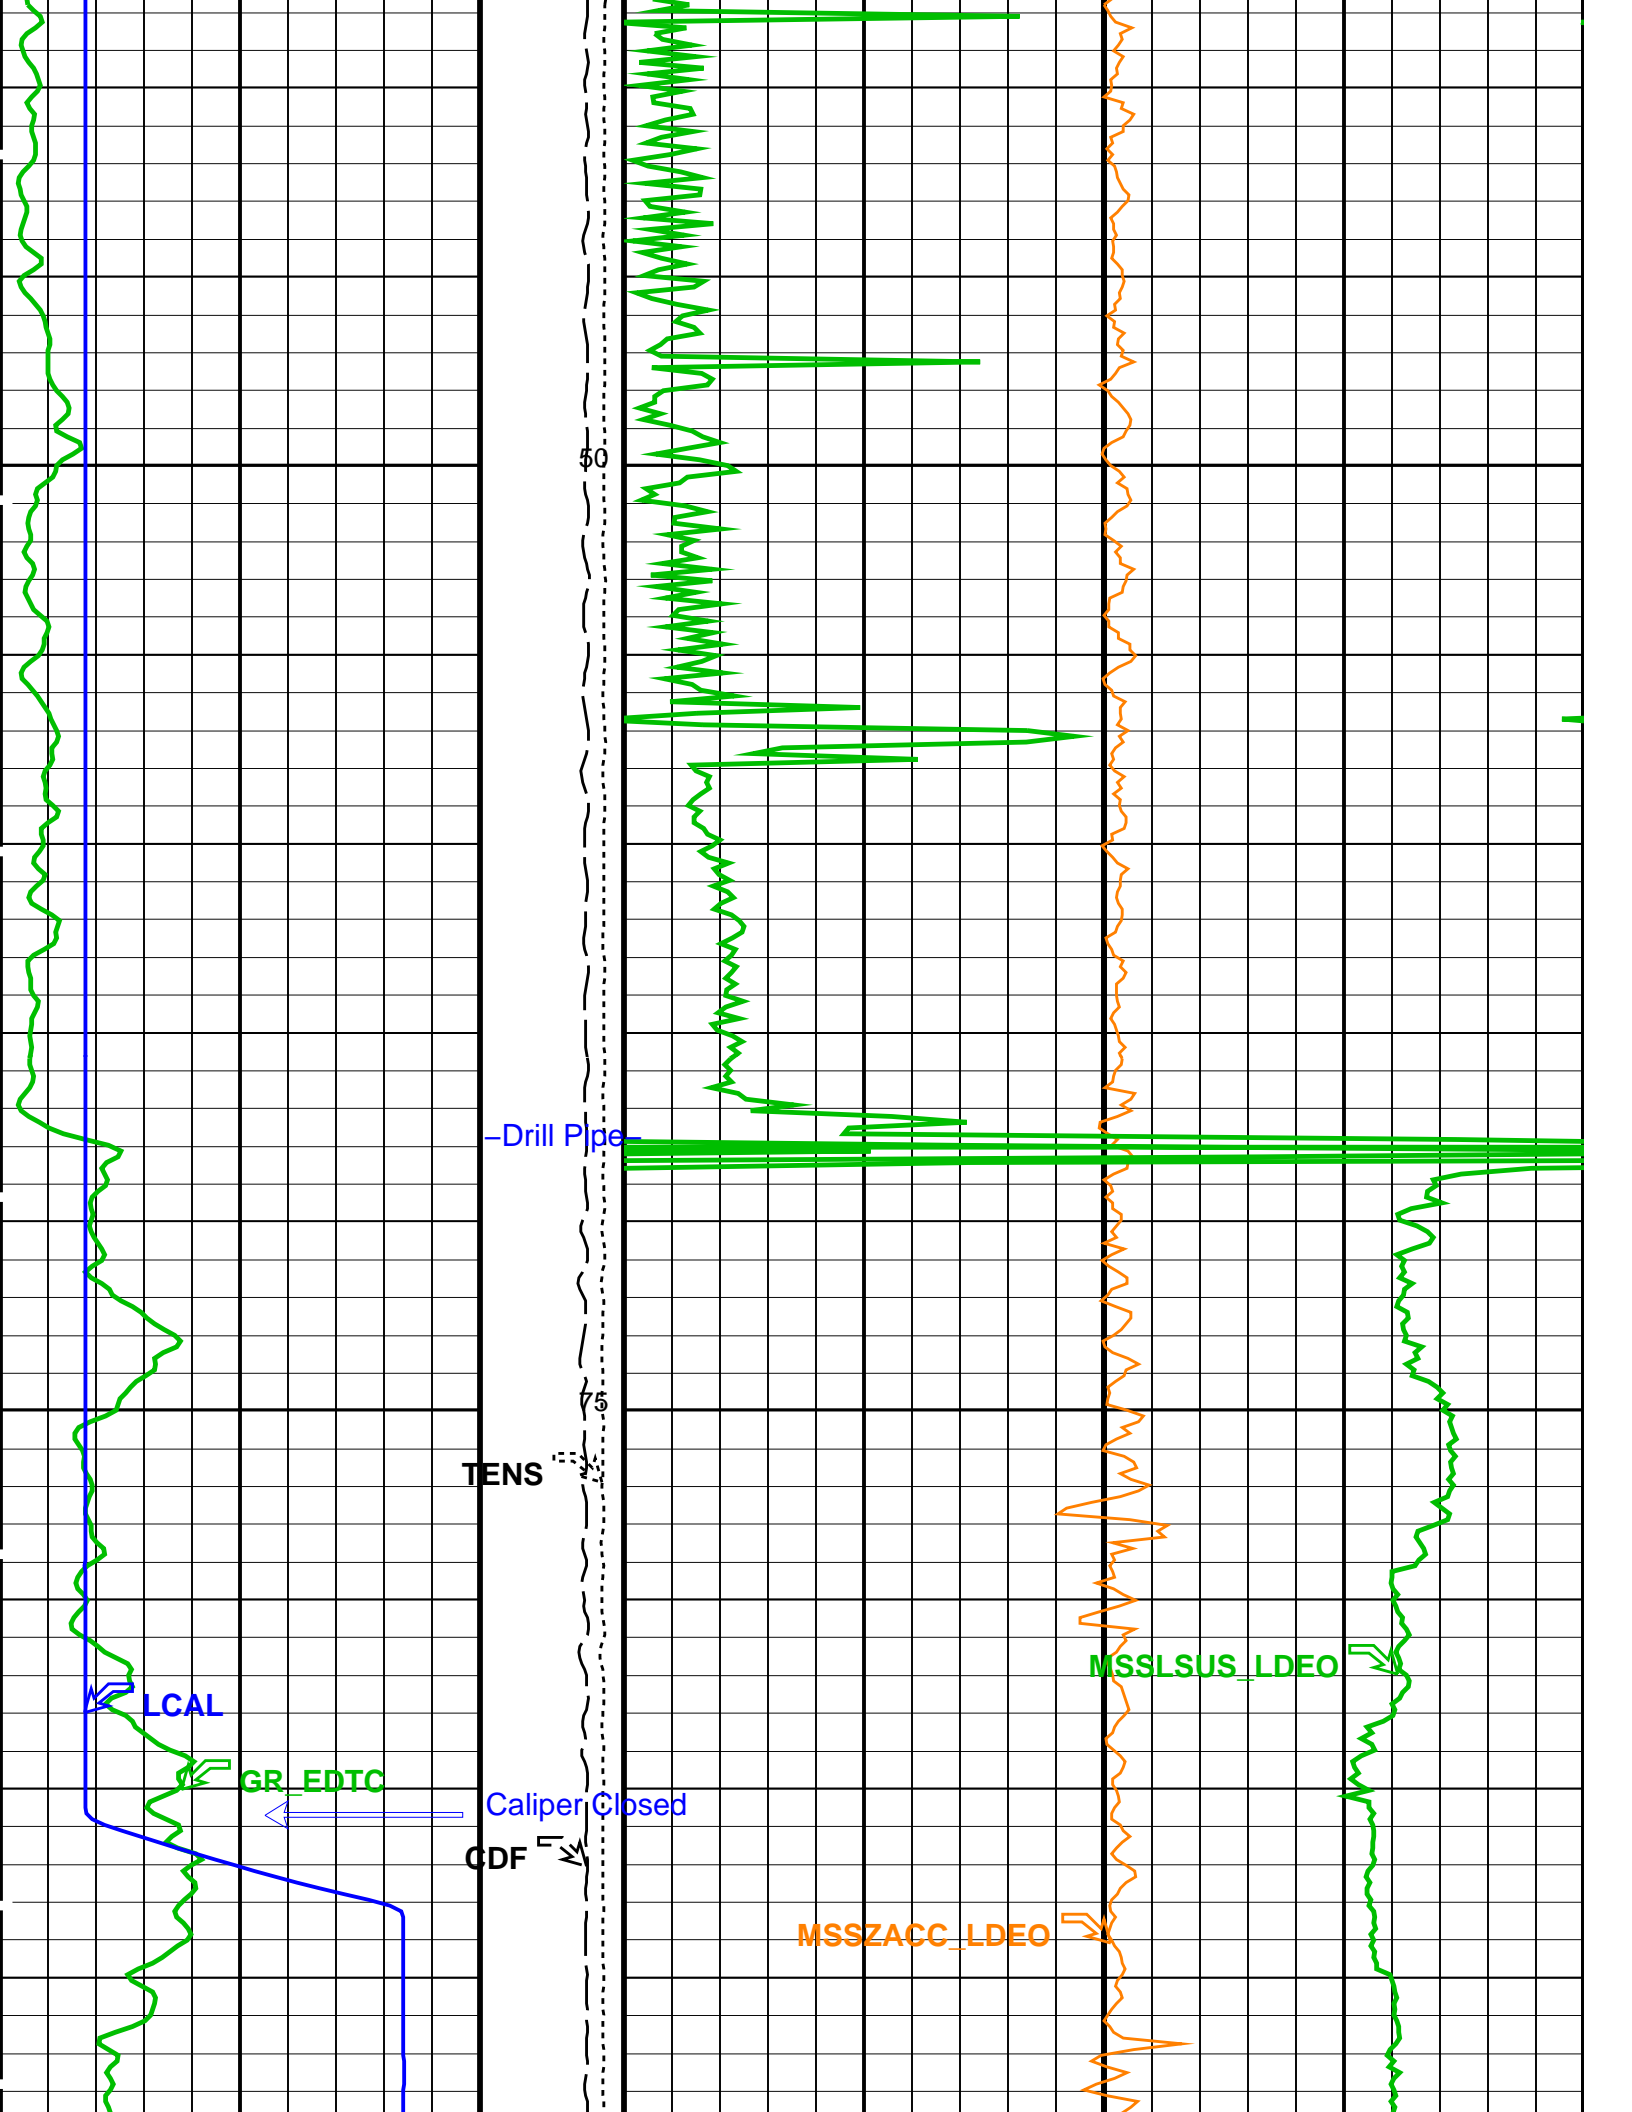 50
–Drill Pipe–
75
TENS
MSSLSUS_LDEO
LCAL
GR_EDTC
Caliper Closed
CDF
MSSZACC_LDEO